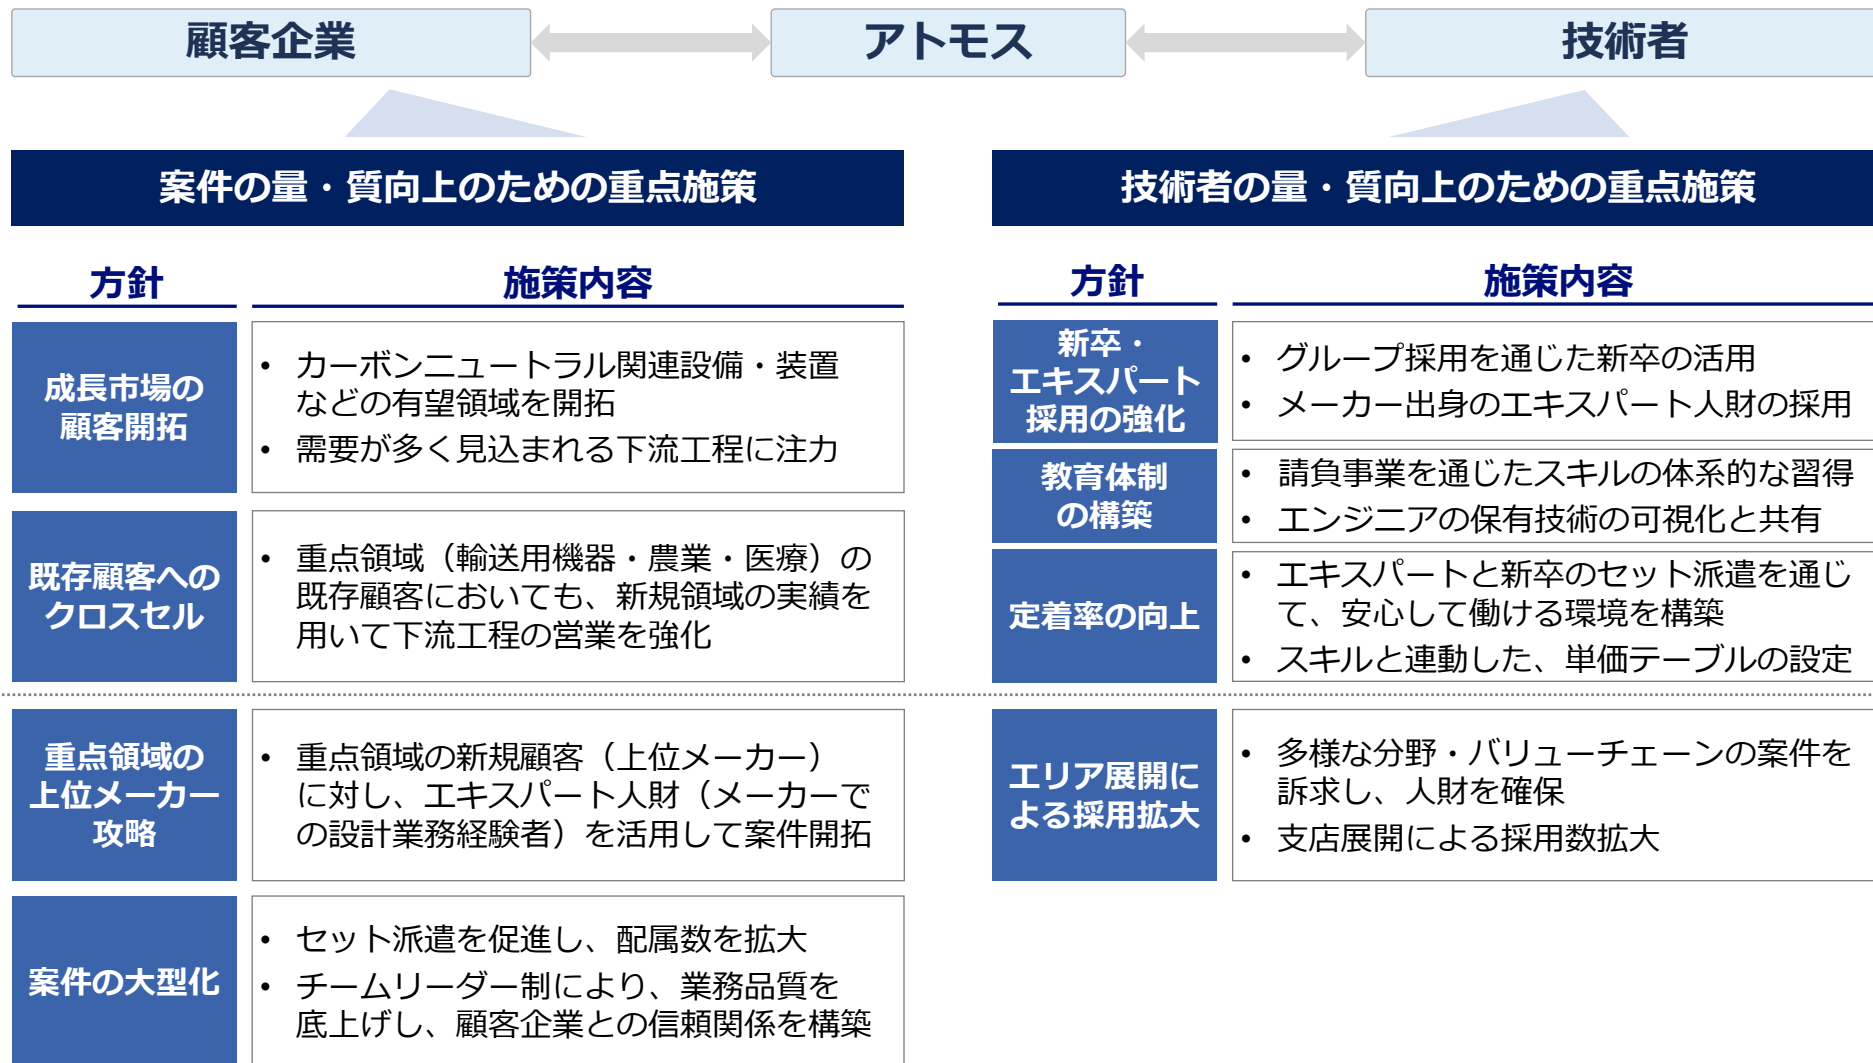 顧客企業
アトモス
技術者
案件の量・質向上のための重点施策
方針
施策内容
成長市場の
顧客開拓
• カーボンニュートラル関連設備・装置
などの有望領域を開拓
• 需要が多く見込まれる下流工程に注力
既存顧客への
クロスセル
• 重点領域（輸送用機器・農業・医療）の
既存顧客においても、新規領域の実績を
用いて下流工程の営業を強化
重点領域の
上位メーカー
攻略
• 重点領域の新規顧客（上位メーカー）
に対し、エキスパート人財（メーカーで
の設計業務経験者）を活用して案件開拓
案件の大型化
• セット派遣を促進し、配属数を拡大
• チームリーダー制により、業務品質を
底上げし、顧客企業との信頼関係を構築
技術者の量・質向上のための重点施策
方針
施策内容
新卒・
エキスパート
採用の強化
• グループ採用を通じた新卒の活用
• メーカー出身のエキスパート人財の採用
教育体制
の構築
• 請負事業を通じたスキルの体系的な習得
• エンジニアの保有技術の可視化と共有
定着率の向上
• エキスパートと新卒のセット派遣を通じ
て、安心して働ける環境を構築
• スキルと連動した、単価テーブルの設定
エリア展開に
よる採用拡大
• 多様な分野・バリューチェーンの案件を
訴求し、人財を確保
• 支店展開による採用数拡大